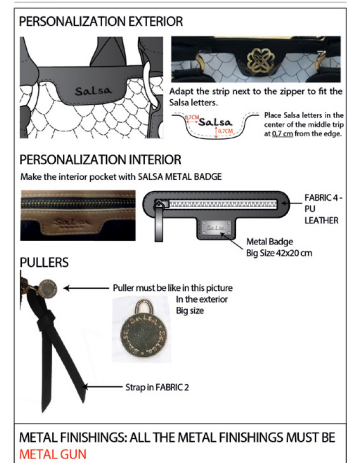 PERSONALIZATION EXTERIOR
Salsa
Adapt the strip next to the zipper to fit the
Salsa letters.
0,7CM
Salsa
0,7CM
Place Salsa letters in the
center of the middle trip
at 0,7 cm from the edge.
PERSONALIZATION INTERIOR
Make the interior pocket with SALSA METAL BADGE
FABRIC 4 -
PU
LEATHER
Salsa
Salsa
Metal Badge
Big Size 42x20 cm
PULLERS
Puller must be like in this picture
In the exterior
Big size
SALSA
SALSA
Strap in FABRIC 2
METAL FINISHINGS: ALL THE METAL FINISHINGS MUST BE
METAL GUN